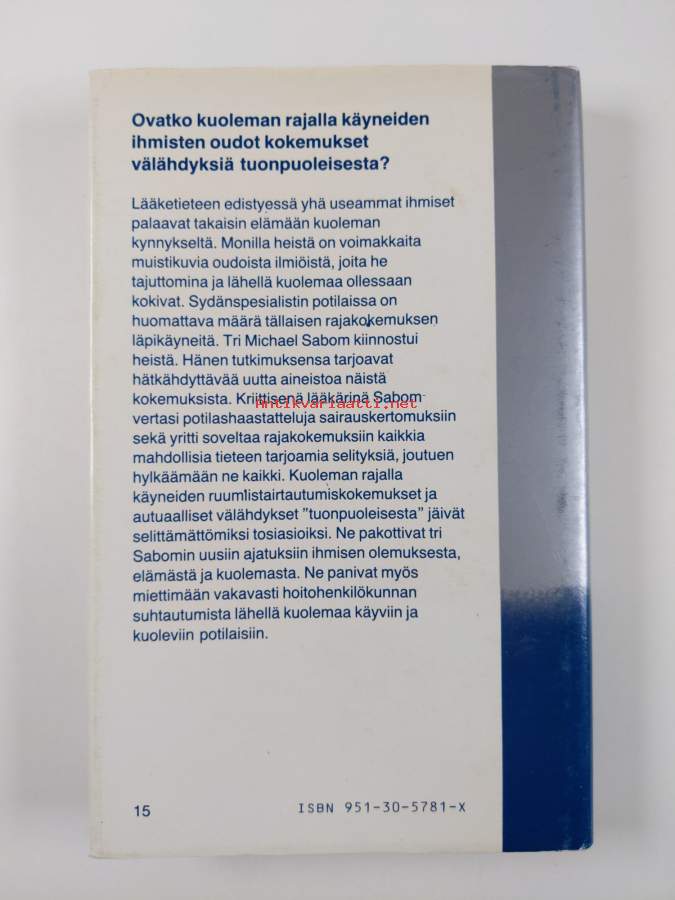 Ovatko kuoleman rajalla käyneiden
ihmisten oudot kokemukset
välähdyksiä tuonpuoleisesta?
Lääketieteen edistyessä yhä useammat ihmiset
palaavat takaisin elämään kuoleman
kynnykseltä. Monilla heistä on voimakkaita
muistikuvia oudoista ilmiöistä, joita he
tajuttomina ja lähellä kuolemaa ollessaan
kokivat. Sydänspesialistin potilaissa on
huomattava määrä tällaisen rajakokemuksen
läpikäyneitä. Tri Michael Sabom kiinnostui
heistä. Hänen tutkimuksensa tarjoavat
hätkähdyttävää uutta aineistoa näistä
kokemuksista. Kriittisenä lääkärinä Sabom
Antikvariaatti.net
vertasi potilashaastatteluja sairauskertomuksiin
sekä yritti soveltaa rajakokemuksiin kaikkia
mahdollisia tieteen tarjoamia selityksiä, joutuen
hylkäämään ne kaikki. Kuoleman rajalla
käyneiden ruumlistairtautumiskokemukset ja
autuaalliset välähdykset "tuonpuoleisesta" jäivät
selittämättömiksi tosiasioiksi. Ne pakottivat tri
Sabomin uusiin ajatuksiin ihmisen olemuksesta,
elämästä ja kuolemasta. Ne panivat myös
miettimään vakavasti hoitohenkilökunnan
suhtautumista lähellä kuolemaa käyviin ja
kuoleviin potilaisiin.
15
ISBN 951-30-5781-X